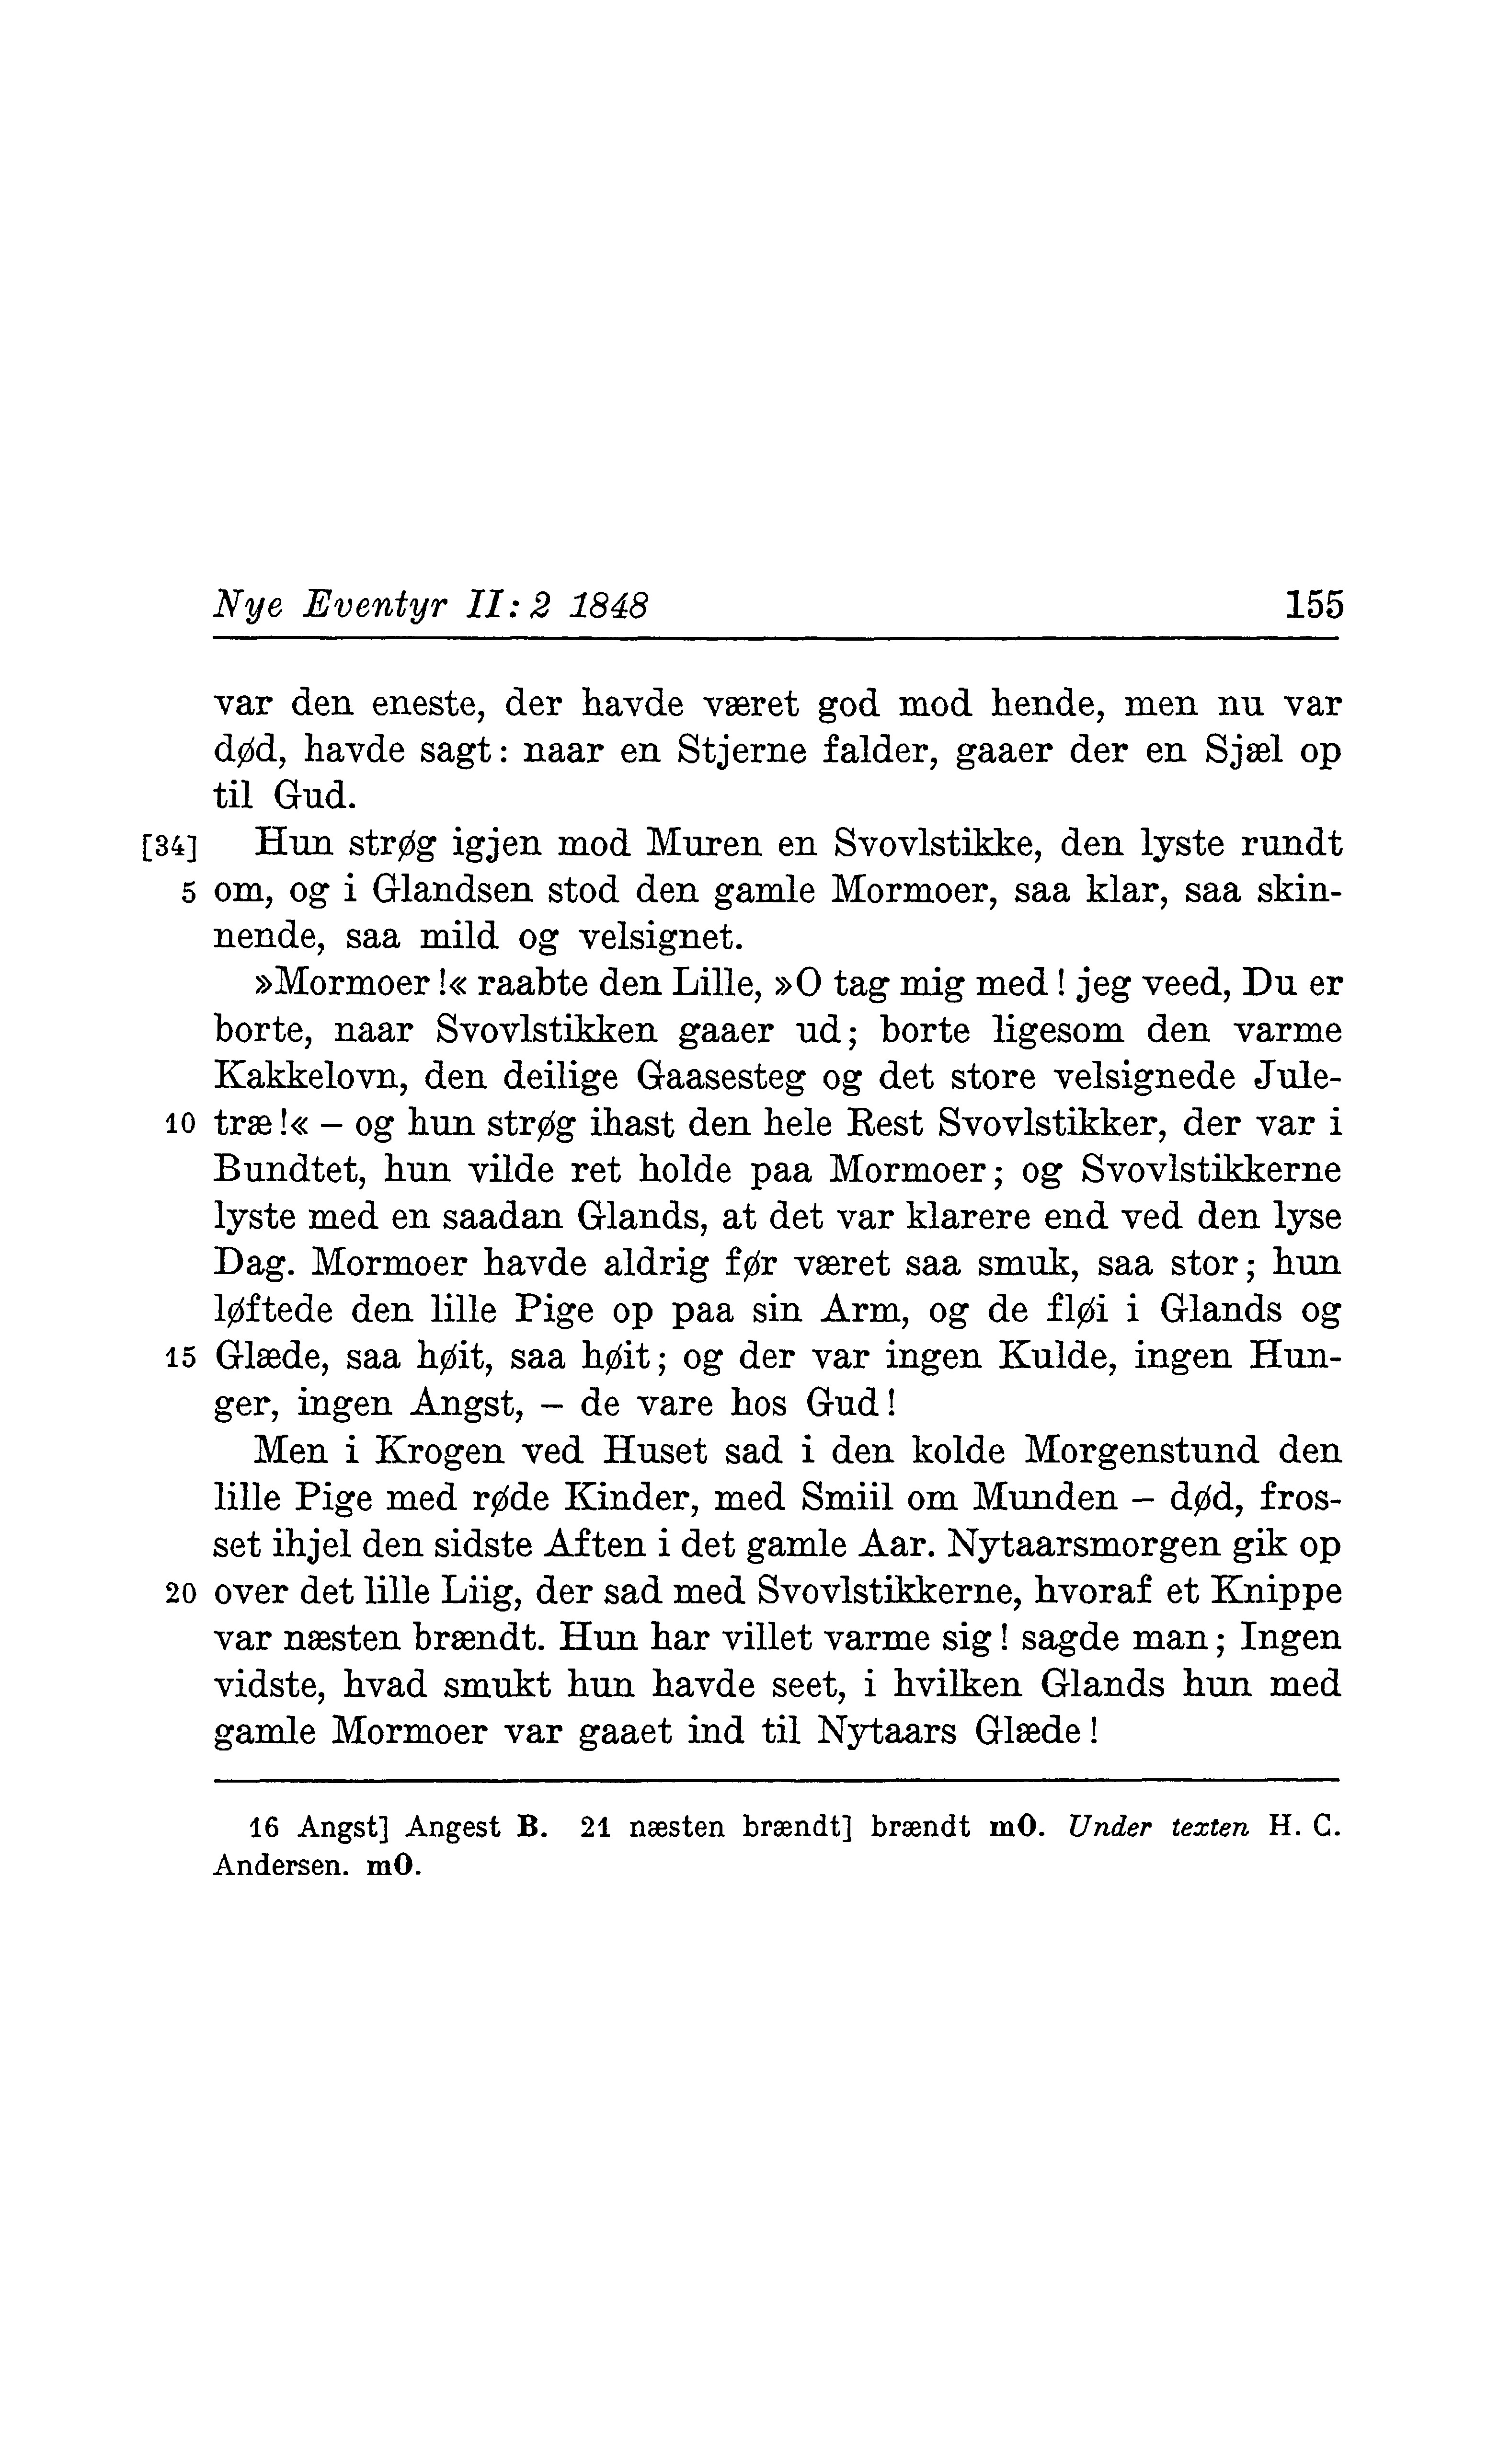 Nye Eventyr II: 2 1848 155
var den eneste, der havde været god mod hende, men nu var
død, havde sagt: naar en Stjerne falder, gaaer der en Sjæl op
til Gud.
[34] Hun strøg igjen mod Muren en Svovlstikke, den lyste rundt
5 om, og i Glandsen stod den gamle Mormoer, saa klar, saa skin-
nende, saa mild og velsignet.
»Mormoer!« raabte den Lille, »O tag mig med! jeg veed, Du er
borte, naar Svovlstikken gaaer ud; borte ligesom den varme
Kakkelovn, den deilige Gaasesteg og det store velsignede Jule-
10 træ!« – og hun strøg ihast den hele Rest Svovlstikker, der var i
Bundtet, hun vilde ret holde paa Mormoer; og Svovlstikkerne
lyste med en saadan Glands, at det var klarere end ved den lyse
Dag. Mormoer havde aldrig før været saa smuk, saa stor; hun
løftede den lille Pige op paa sin Arm, og de fløi i Glands og
15 Glæde, saa høit, saa høit; og der var ingen Kulde, ingen Hun-
ger, ingen Angst, – de vare hos Gud!
Men i Krogen ved Huset sad i den kolde Morgenstund den
lille Pige med røde Kinder, med Smiil om Munden – død, fros-
set ihjel den sidste Aften i det gamle Aar. Nytaarsmorgen gik op
20 over det lille Liig, der sad med Svovlstikkerne, hvoraf et Knippe
var næsten brændt. Hun har villet varme sig! sagde man; Ingen
vidste, hvad smukt hun havde seet, i hvilken Glands hun med
gamle Mormoer var gaaet ind til Nytaars Glæde!
16 Angst] Angest B. 21 næsten brændt] brændt mO. Under texten H. C.
Andersen. mO.